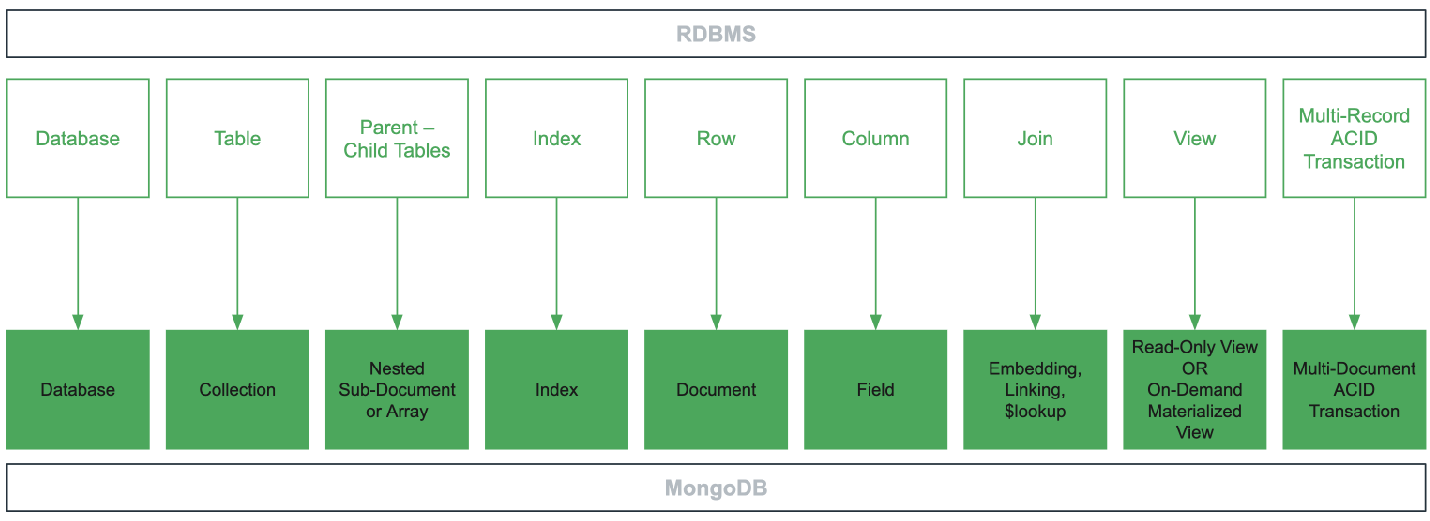 RDBMS
Database
Table
Parent –
Child Tables
Index
Row
Column
Join
View
Multi-Record
ACID
Transaction
Database
Collection
Nested
Sub-Document
or Array
Index
Document
Field
Embedding,
Linking,
$lookup
Read-Only View
OR
On-Demand
Materialized
View
Multi-Document
ACID
Transaction
MongoDB